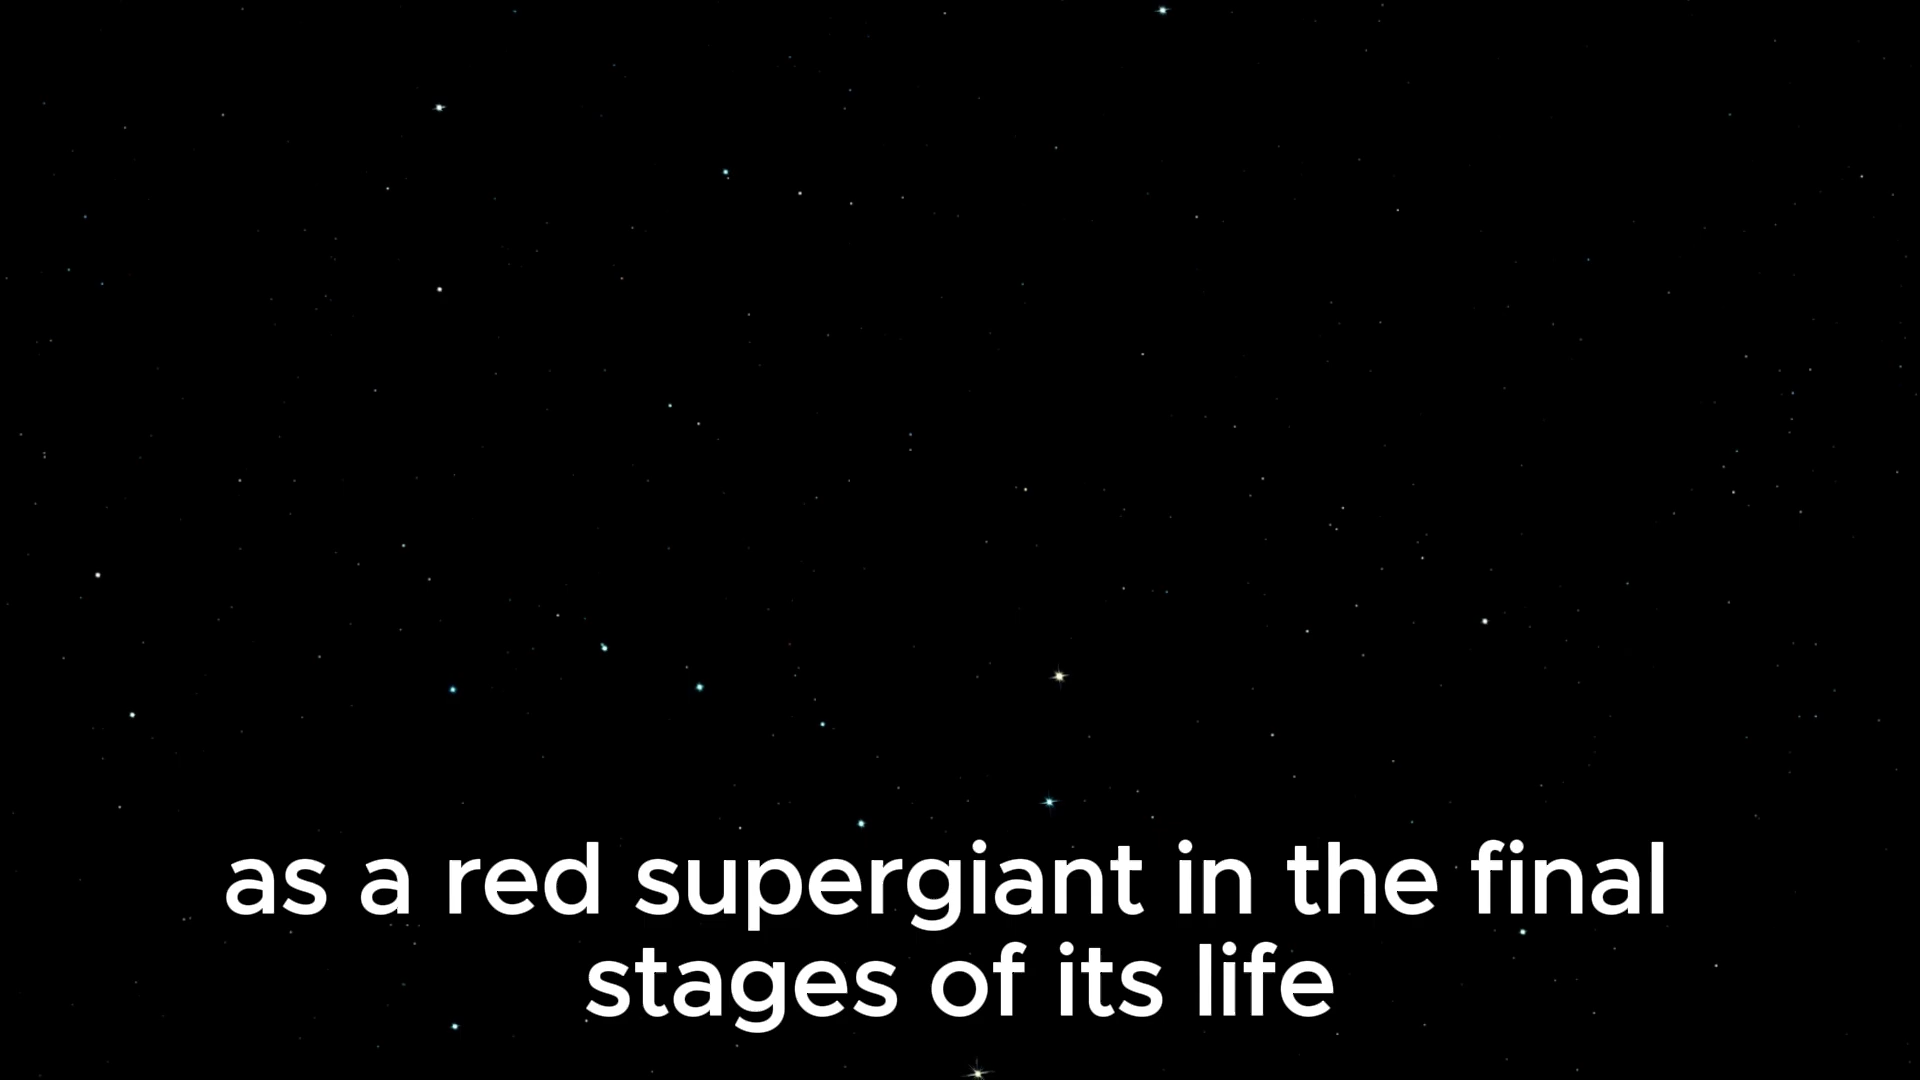 as a red supergiant in the final
stages of its life